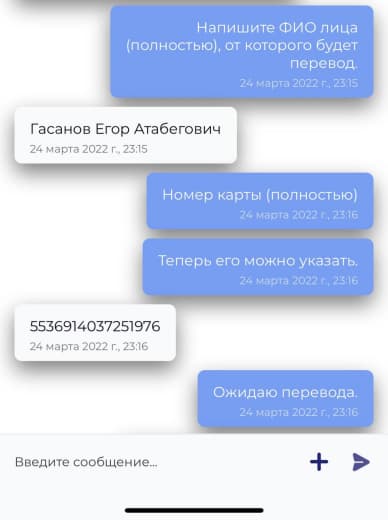 Напишите ФИО лица
(полностью), от которого будет
перевод.
24 марта 2022 г., 23:15
Гасанов Егор Атабегович
24 марта 2022 г., 23:15
Номер карты (полностью)
24 марта 2022 г., 23:16
Теперь его можно указать.
24 марта 2022 г., 23:16
5536914037251976
24 марта 2022 г., 23:16
Ожидаю перевода.
24 марта 2022 г., 23:16
Введите сообщение...